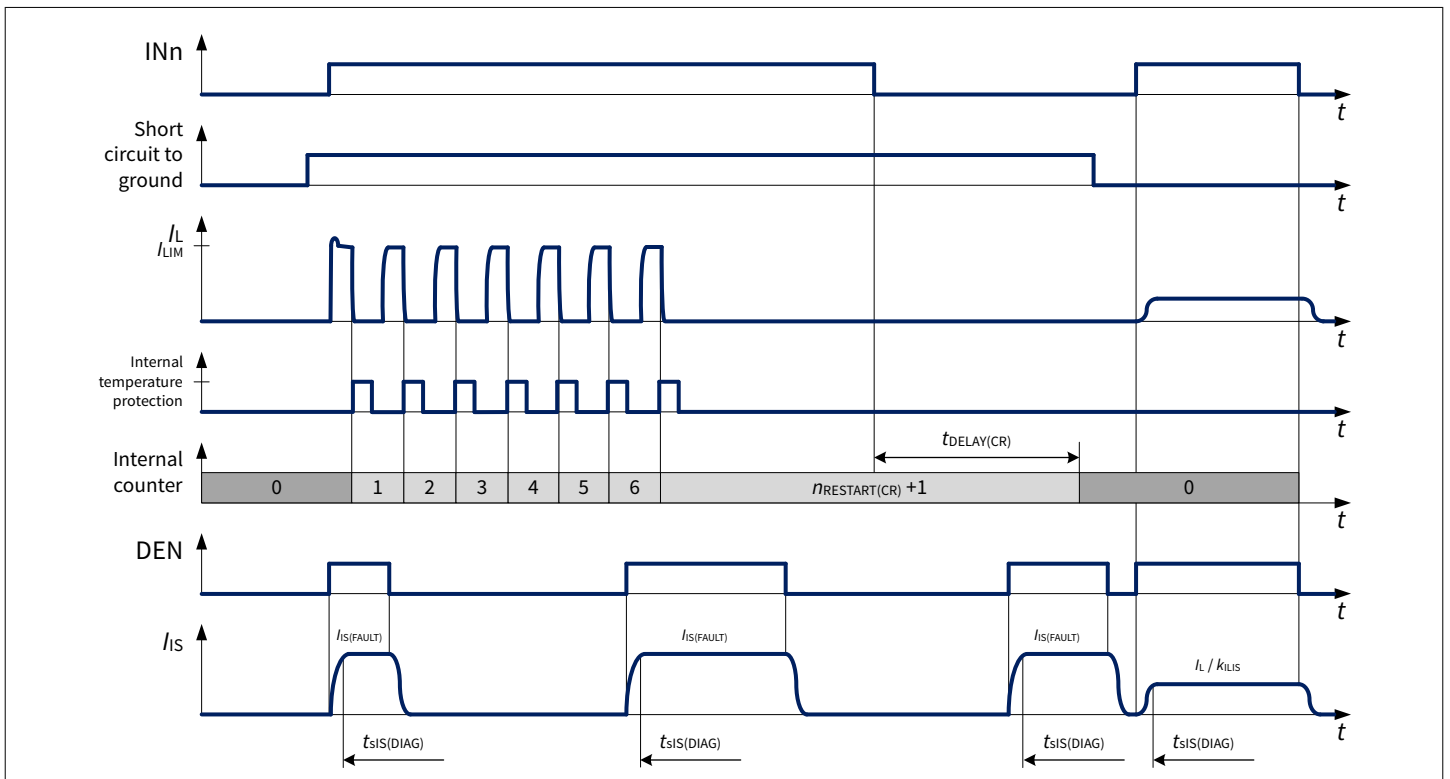 INn
t
Short
circuit to
ground
t
IL
ILIM
t
Internal
temperature
protection
t
tDELAY(CR)
Internal
counter
0 1 2 3 4 5 6 nRESTART(CR) +1 0
t
DEN
t
IIS
IIS(FAULT) IIS(FAULT) IIS(FAULT) IL / kILIS
t
tsIS(DIAG) tsIS(DIAG) tsIS(DIAG) tsIS(DIAG)